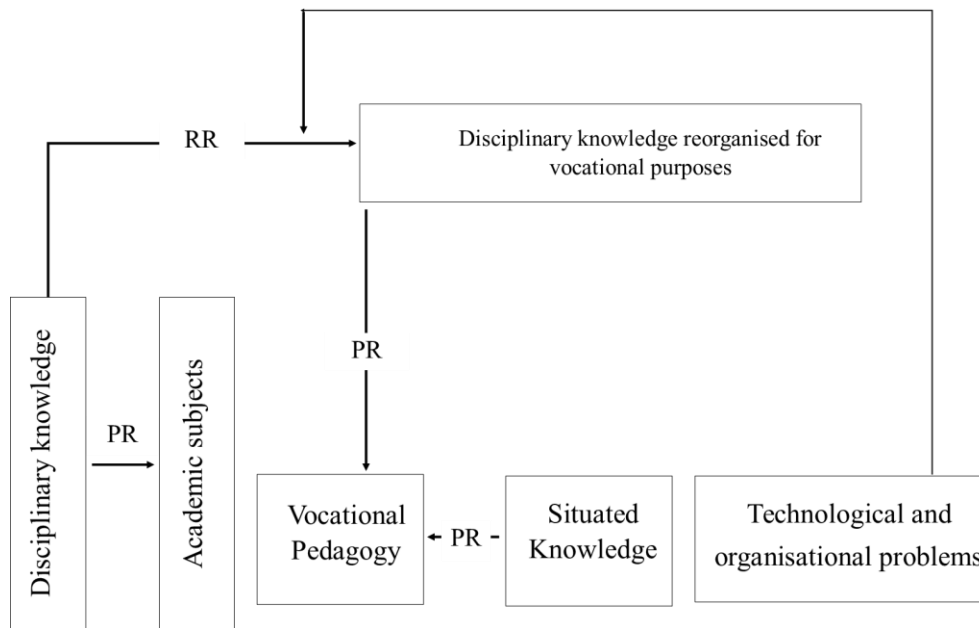 RR
Disciplinary knowledge reorganised for
vocational purposes
PR
Disciplinary knowledge
PR
Academic subjects
Vocational
Pedagogy
PR
Situated
Knowledge
Technological and
organisational problems